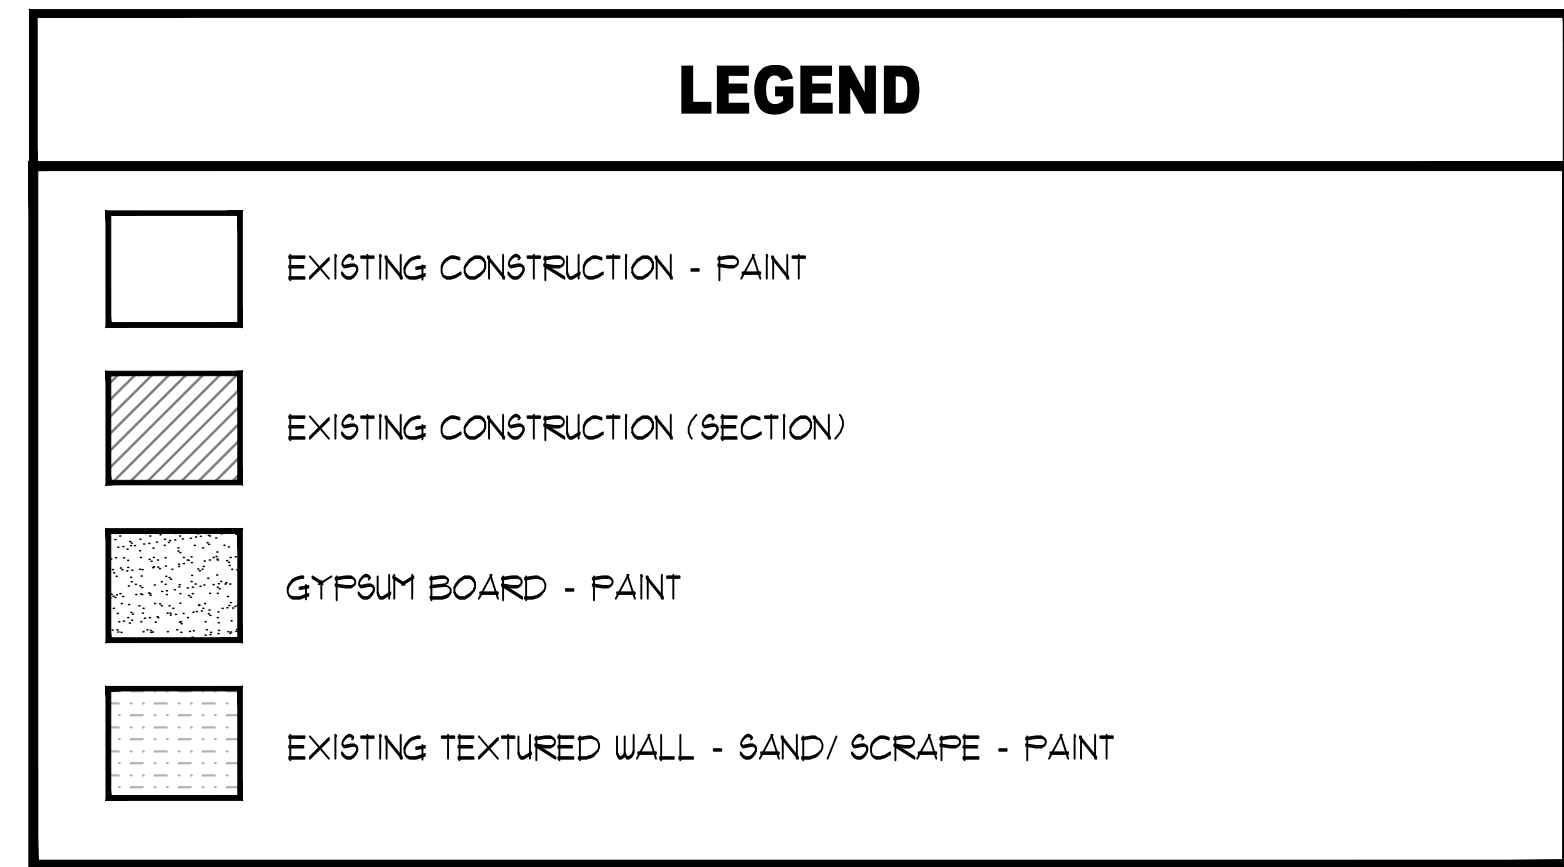 LEGEND
EXISTING CONSTRUCTION - PAINT
EXISTING CONSTRUCTION (SECTION)
GYPSUM BOARD - PAINT
EXISTING TEXTURED WALL - SAND/ SCRAPE - PAINT